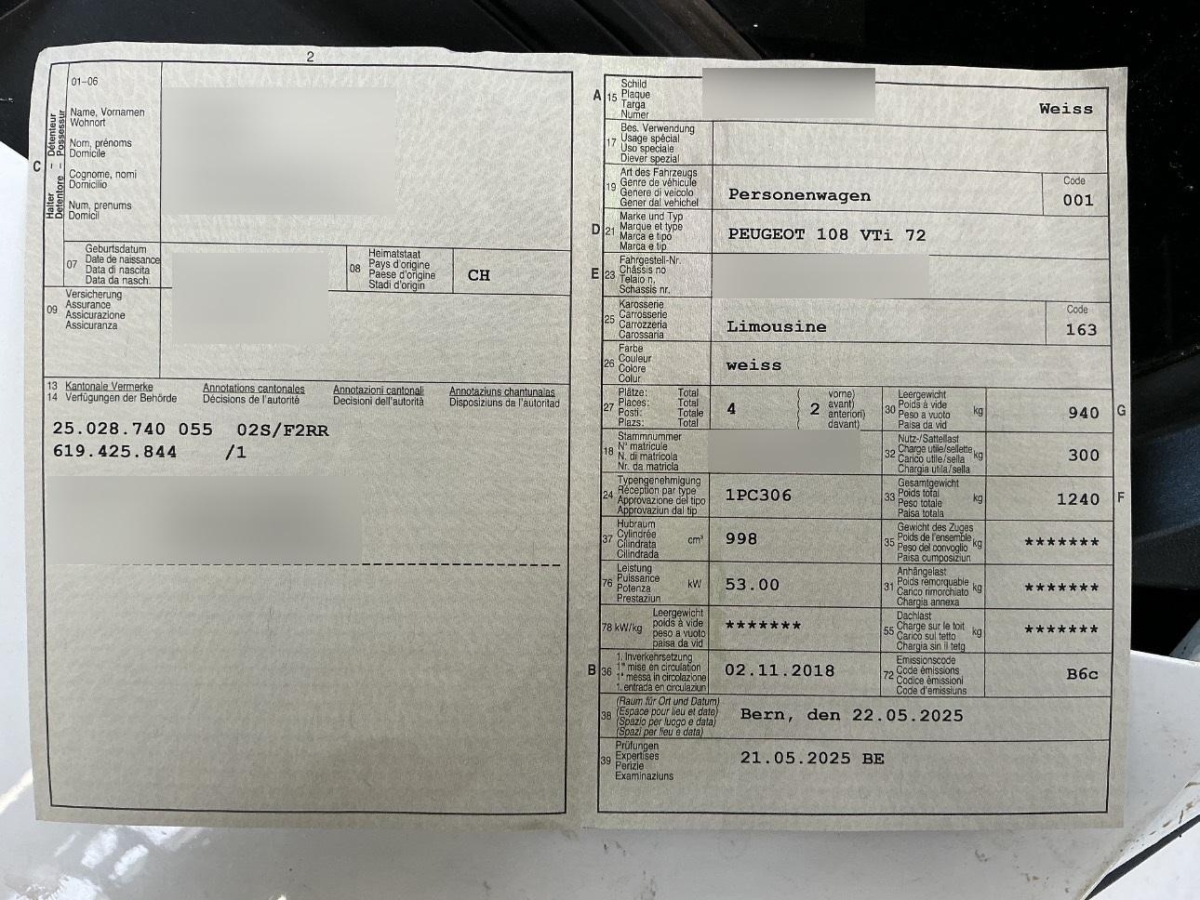 2
01-06
C
Halter – Détenteur
Detentore – Possessur
Name, Vornamen
Wohnort
Nom, prénoms
Domicile
Cognome, nomi
Domicilio
Num, prenums
Domicil
07
Geburtsdatum
Date de naissance
Data di nascita
Data da nasch.
08
Heimatstaat
Pays d'origine
Paese d'origine
Stadi d'origin
CH
09
Versicherung
Assurance
Assicurazione
Assicuranza
13 Kantonale Vermerke Annotations cantonales Annotazioni cantonali Annotaziuns chantunalas
14 Verfügungen der Behörde Décisions de l'autorité Decisioni dell'autorità Disposiziuns da l'autoritad
25.028.740 055 02S/F2RR
619.425.844 /1
A 15
Schild
Plaque
Targa
Numer
Weiss
17
Bes. Verwendung
Usage spécial
Uso speciale
Diever spezial
19
Art des Fahrzeugs
Genre de véhicule
Genere di veicolo
Gener dal vehichel
Personenwagen
Code
001
D 21
Marke und Typ
Marque et type
Marca e tipo
Marca e tip.
PEUGEOT 108 VTi 72
E 23
Fahrgestell-Nr.
Châssis no
Telaio n.
Schassis nr.
25
Karosserie
Carrosserie
Carrozzeria
Carossaria
Limousine
Code
163
26
Farbe
Couleur
Colore
Colur
weiss
27
Plätze: Total
Places: Total
Posti: Totale
Plazs: Total
4
2
vorne)
avant)
anteriori)
davant)
30
Leergewicht
Poids à vide
Peso a vuoto
Paisa da vid
kg
940
G
18
Stammnummer
N° matricule
N. di matricola
Nr. da matricla
32
Nutz-/Sattellast
Charge utile/sellette
Carico utile/sella
Chargia utila/sella
kg
300
24
Typengenehmigung
Réception par type
Approvazione del tipo
Approvaziun dal tip
1PC306
33
Gesamtgewicht
Poids total
Peso totale
Paisa totala
kg
1240
F
37
Hubraum
Cylindrée
Cilindrata
Cilindrada
cm³
998
35
Gewicht des Zuges
Poids de l'ensemble
Peso del convoglio
Paisa cumposiziun
kg
*******
76
Leistung
Puissance
Potenza
Prestaziun
kW
53.00
31
Anhängelast
Poids remorquable
Carico rimorchiato
Chargia annexa
kg
*******
78 kW/kg
Leergewicht
poids à vide
peso a vuoto
paisa da vid
*******
55
Dachlast
Charge sur le toit
Carico sul tetto
Chargia sin il tetg
kg
*******
B 36
1. Inverkehrsetzung
1re mise en circulation
1a messa in circolazione
1. entrada en circulaziun
02.11.2018
72
Emissionscode
Code émissions
Codice emissioni
Code d'emissiuns
B6c
38
(Raum für Ort und Datum)
(Espace pour lieu et date)
(Spazio per luogo e data)
(Spazi per lieu e data)
Bern, den 22.05.2025
39
Prüfungen
Expertises
Perizie
Examinaziuns
21.05.2025 BE